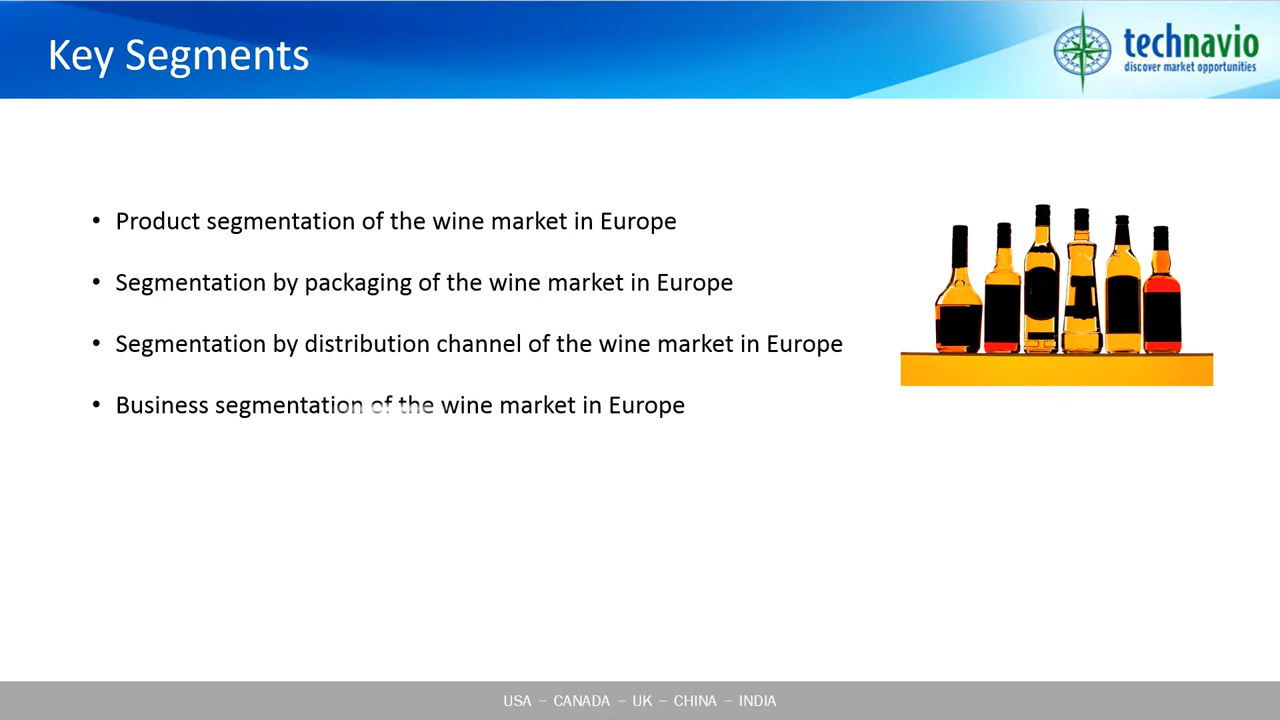 Key Segments
technavio
discover market opportunities
• Product segmentation of the wine market in Europe
• Segmentation by packaging of the wine market in Europe
• Segmentation by distribution channel of the wine market in Europe
• Business segmentation of the wine market in Europe
USA – CANADA – UK – CHINA – INDIA